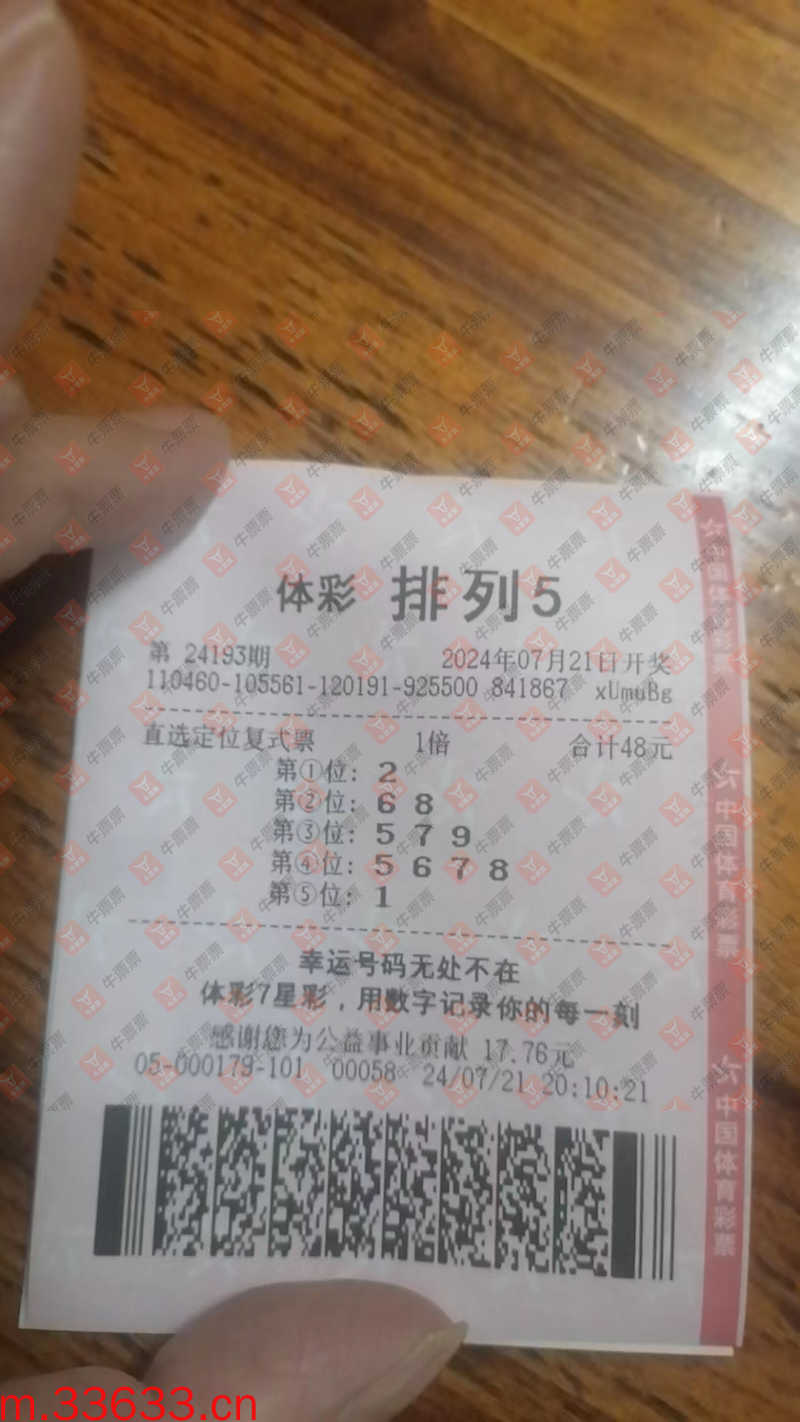 体彩 排列5
第 24193期 2024年07月21日开奖
110460-105561-120191-925500 841867 xUmuBg
直选定位复式票 1倍 合计48元
第①位: 2
第②位: 6 8
第③位: 5 7 9
第④位: 5 6 7 8
第⑤位: 1
幸运号码无处不在
体彩7星彩，用数字记录你的每一刻
感谢您为公益事业贡献 17.76元
05-000179-101 00058 24/07/21 20:10:21
中国体育彩票
中国体育彩票
中国体育彩票
牛票票
m.33633.cn